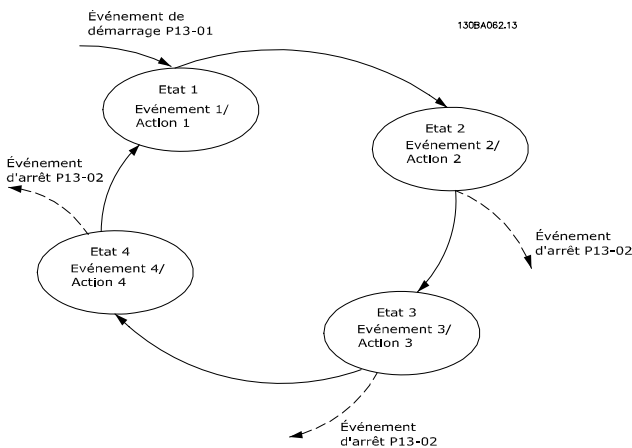 Événement de
démarrage P13-01
130BA062.13
Etat 1
Evénement 1/
Action 1
Etat 2
Evénement 2/
Action 2
Événement
d'arrêt P13-02
Événement
d'arrêt P13-02
Etat 4
Evénement 4/
Action 4
Etat 3
Evénement 3/
Action 3
Événement
d'arrêt P13-02